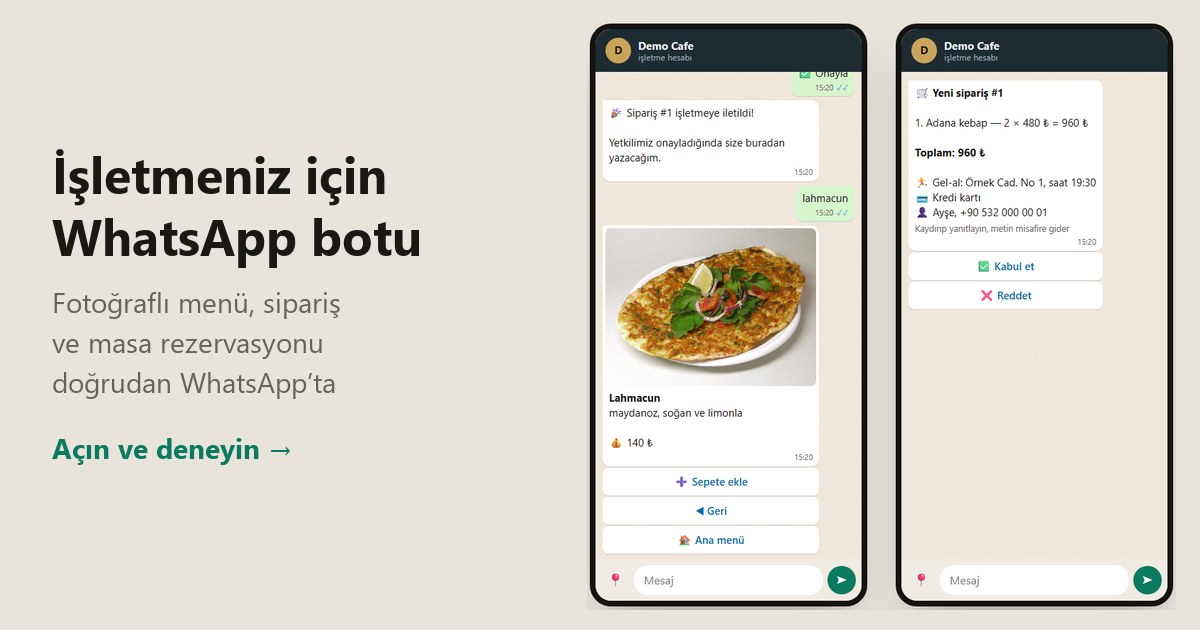 İşletmeniz için
WhatsApp botu
Fotoğraflı menü, sipariş
ve masa rezervasyonu
doğrudan WhatsApp’ta
Açın ve deneyin →
D
Demo Cafe
işletme hesabı
✅ Onayla
15:20 ✓✓
🎉 Sipariş #1 işletmeye iletildi!
Yetkilimiz onayladığında size buradan
yazacağım.
15:20
lahmacun
15:20 ✓✓
Lahmacun
maydanoz, soğan ve limonla
💰 140 ₺
15:20
➕ Sepete ekle
◀ Geri
🏠 Ana menü
Mesaj
D
Demo Cafe
işletme hesabı
🛒 Yeni sipariş #1
1. Adana kebap — 2 × 480 ₺ = 960 ₺
Toplam: 960 ₺
🏃 Gel-al: Örnek Cad. No 1, saat 19:30
💳 Kredi kartı
👤 Ayşe, +90 532 000 00 01
Kaydırıp yanıtlayın, metin misafire gider
15:20
✅ Kabul et
❌ Reddet
Mesaj